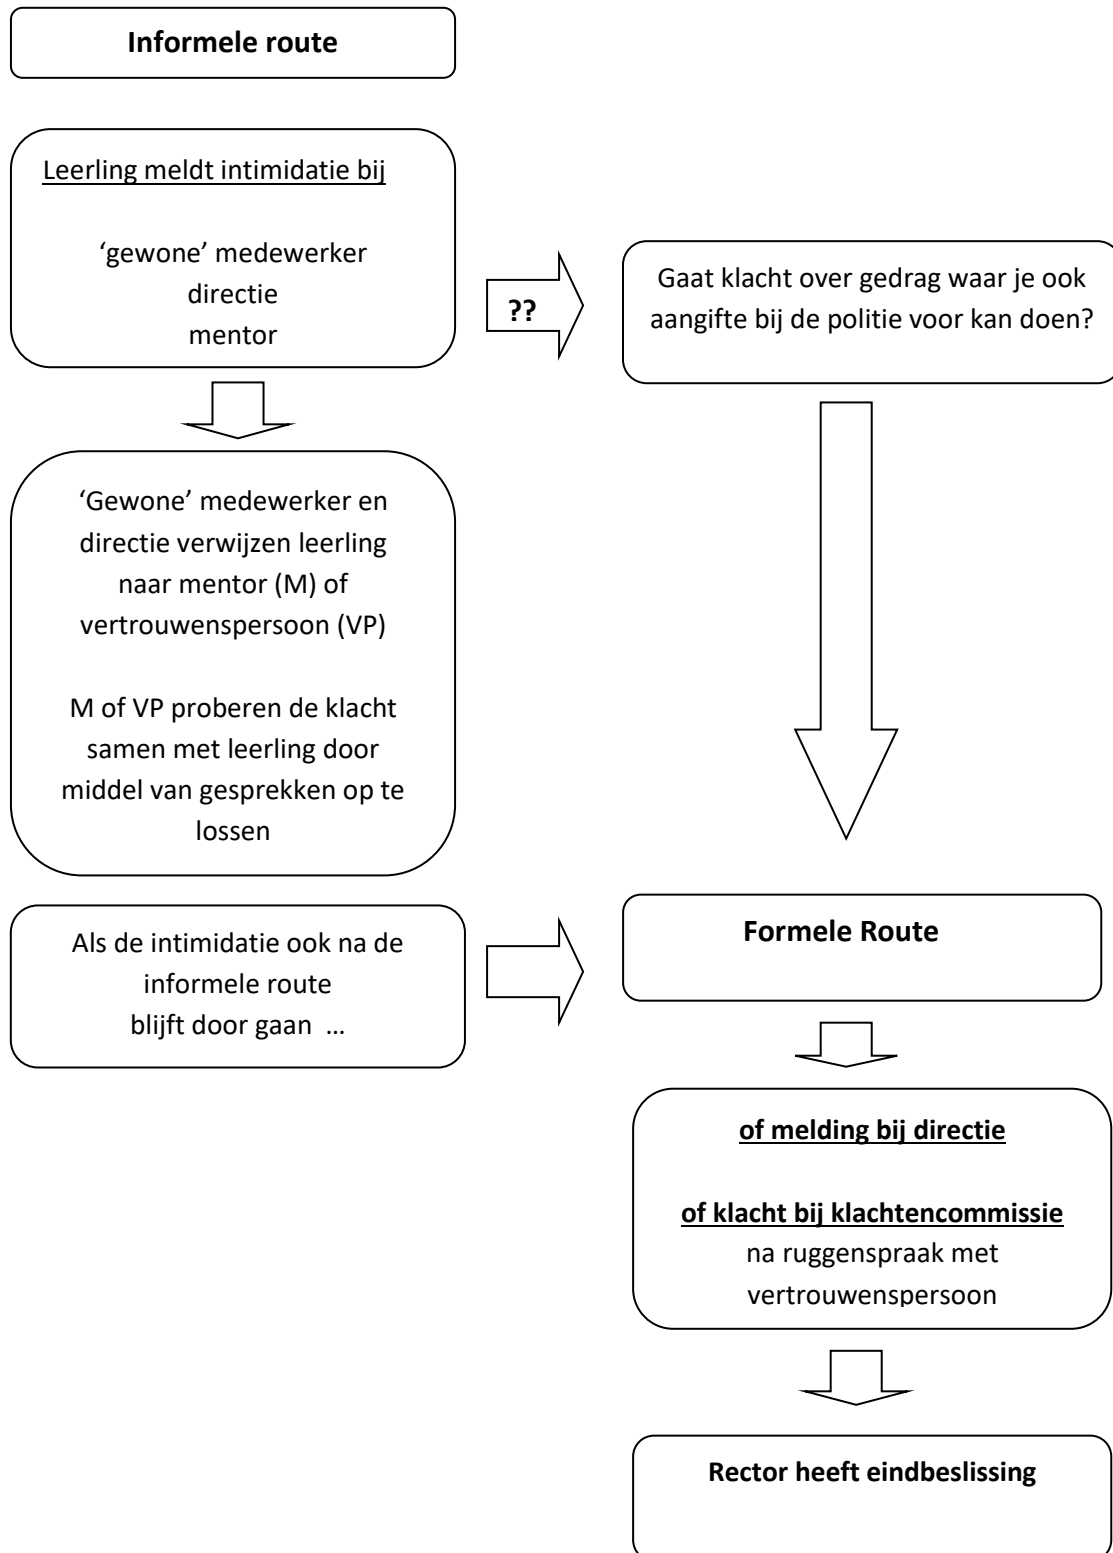 Informele route
Leerling meldt intimidatie bij
‘gewone’ medewerker
directie
mentor
??
Gaat klacht over gedrag waar je ook
aangifte bij de politie voor kan doen?
‘Gewone’ medewerker en
directie verwijzen leerling
naar mentor (M) of
vertrouwenspersoon (VP)
M of VP proberen de klacht
samen met leerling door
middel van gesprekken op te
lossen
Als de intimidatie ook na de
informele route
blijft door gaan  …
Formele Route
of melding bij directie
of klacht bij klachtencommissie
na ruggenspraak met
vertrouwenspersoon
Rector heeft eindbeslissing